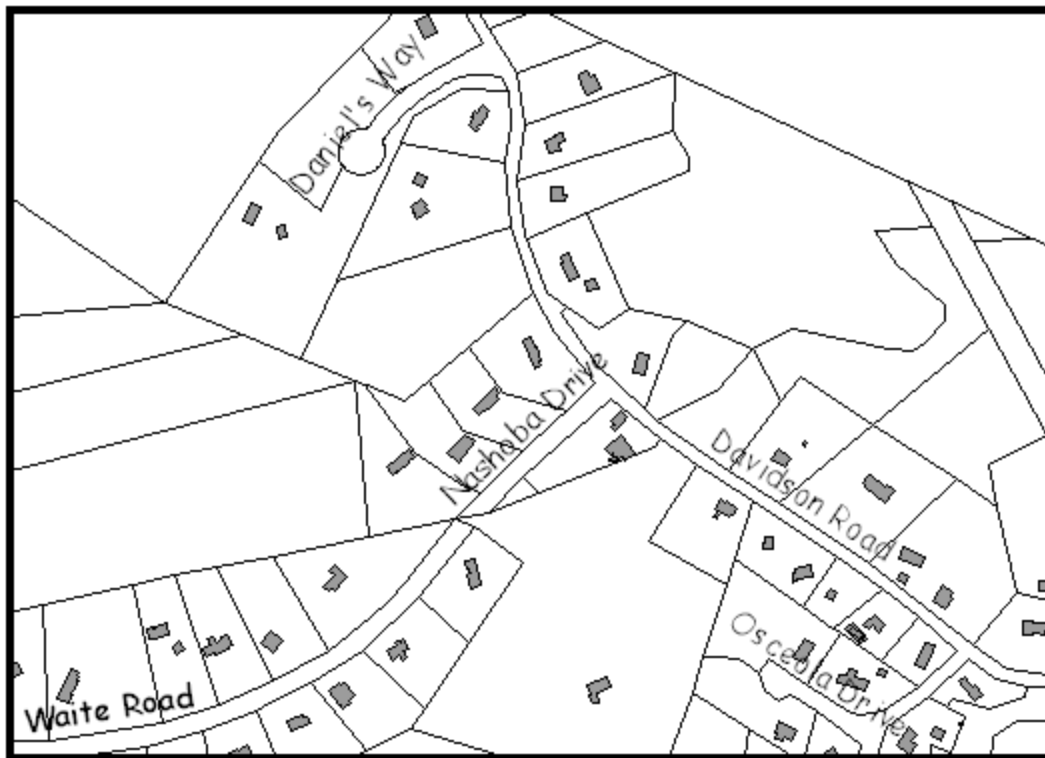 Daniel's Way
Nashoba Drive
Davidson Road
Osceola Drive
Waite Road